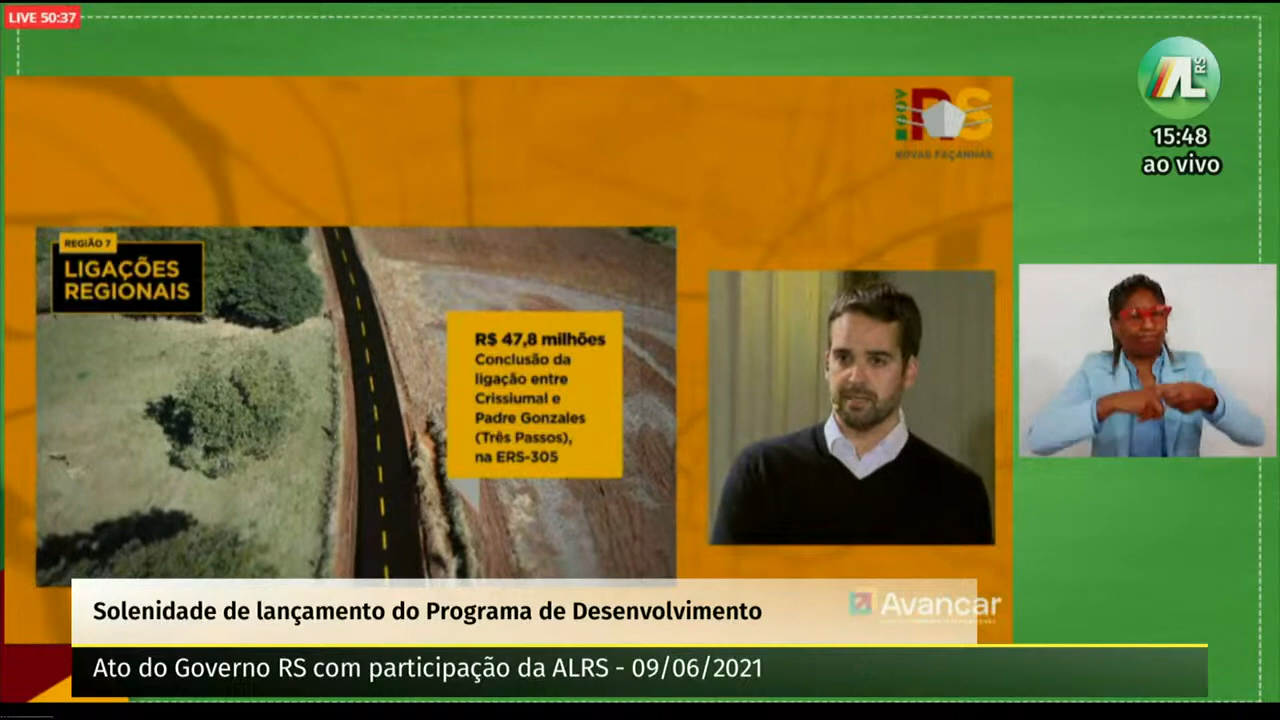 LIVE 50:37
RS
15:48
ao vivo
GOV
RS
NOVAS FAÇANHAS
REGIÃO 7
LIGAÇÕES
REGIONAIS
R$ 47,8 milhões
Conclusão da
ligação entre
Crissiumal e
Padre Gonzales
(Três Passos),
na ERS-305
Avançar
Solenidade de lançamento do Programa de Desenvolvimento
Ato do Governo RS com participação da ALRS - 09/06/2021